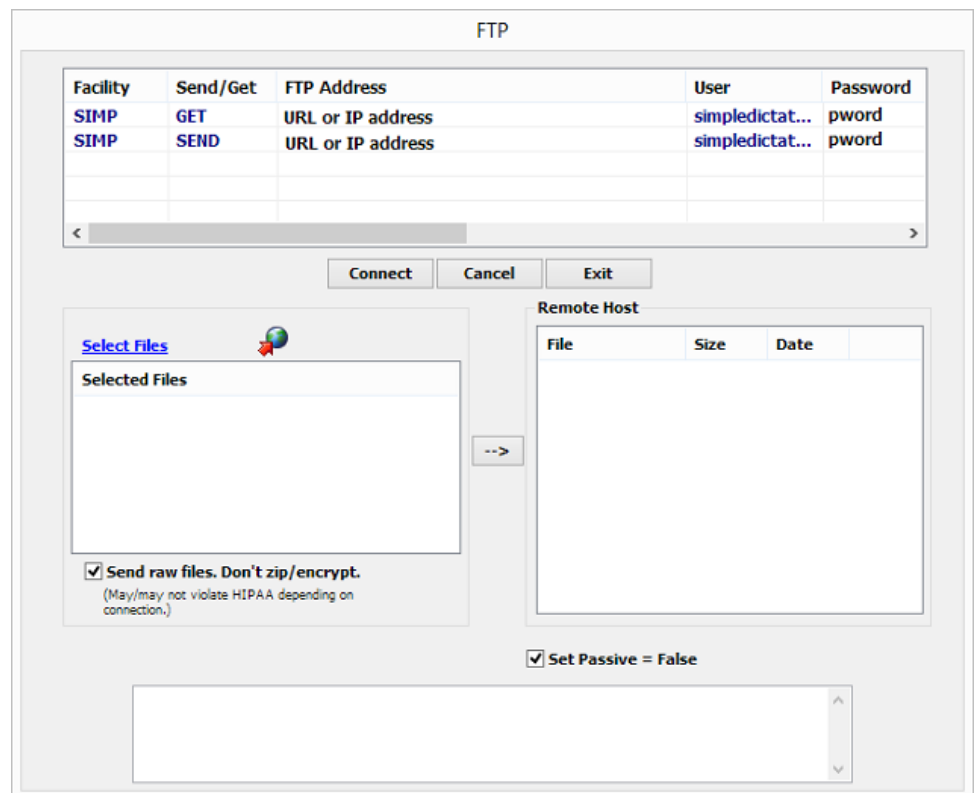 FTP
Facility Send/Get FTP Address User Password
SIMP GET URL or IP address simpledictat... pword
SIMP SEND URL or IP address simpledictat... pword
Connect Cancel Exit
Remote Host
Select Files
File Size Date
Selected Files
-->
Send raw files. Don't zip/encrypt.
(May/may not violate HIPAA depending on
connection.)
Set Passive = False